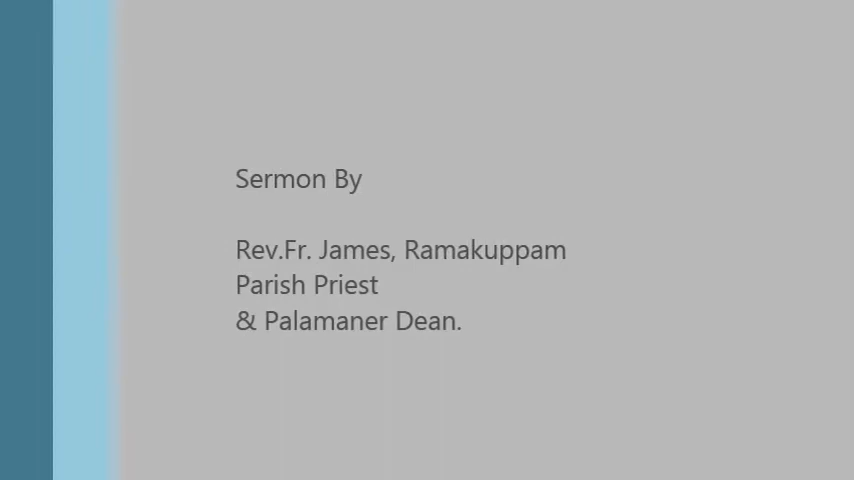 Sermon By
Rev.Fr. James, Ramakuppam
Parish Priest
& Palamaner Dean.